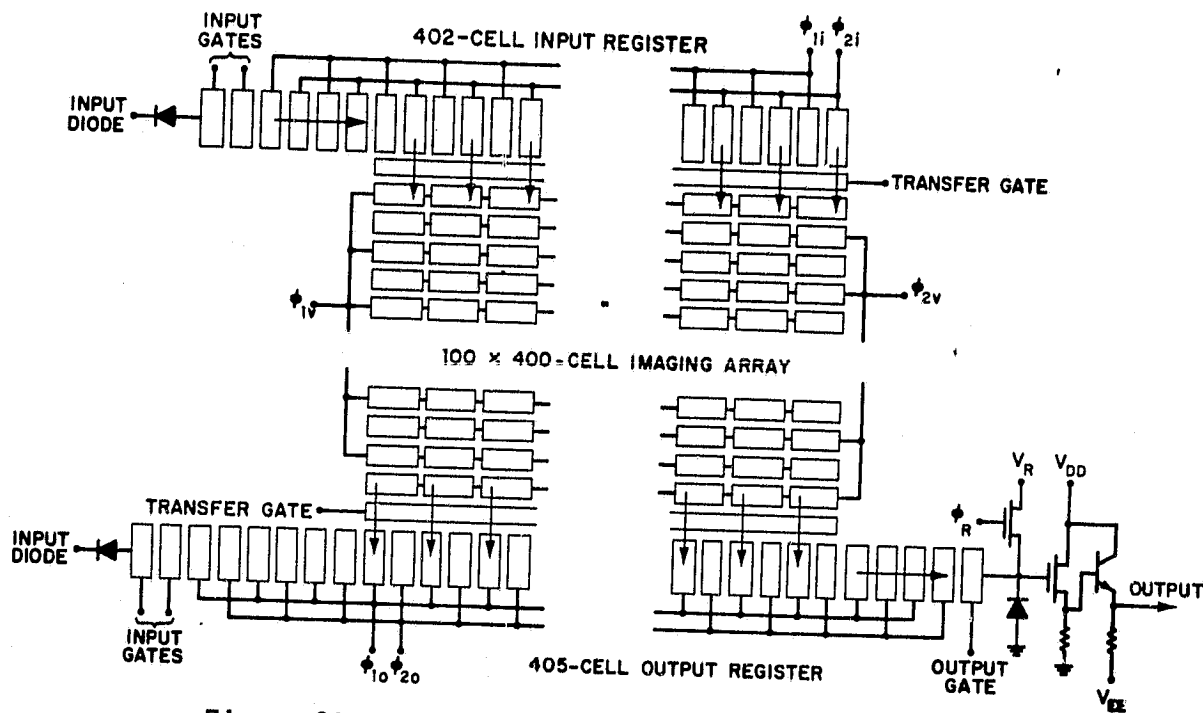 INPUT
GATES
402-CELL INPUT REGISTER
ϕ1i ϕ2i
INPUT
DIODE
TRANSFER GATE
ϕ1v
ϕ2v
100 × 400-CELL IMAGING ARRAY
TRANSFER GATE
INPUT
DIODE
VR
VDD
ϕR
OUTPUT
INPUT
GATES
ϕ1o ϕ2o
405-CELL OUTPUT REGISTER
OUTPUT
GATE
VEE